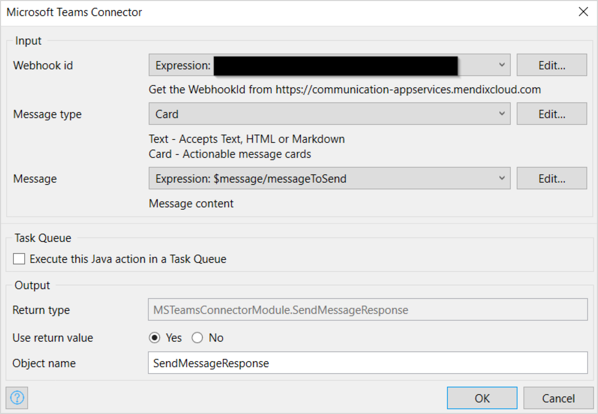 Microsoft Teams Connector
Input
Webhook id
Expression:
Edit...
Get the WebhookId from https://communication-appservices.mendixcloud.com
Message type
Card
Edit...
Text - Accepts Text, HTML or Markdown
Card - Actionable message cards
Message
Expression: $message/messageToSend
Edit...
Message content
Task Queue
Execute this Java action in a Task Queue
Output
Return type
MSTeamsConnectorModule.SendMessageResponse
Use return value
Yes
No
Object name
SendMessageResponse
?
OK
Cancel